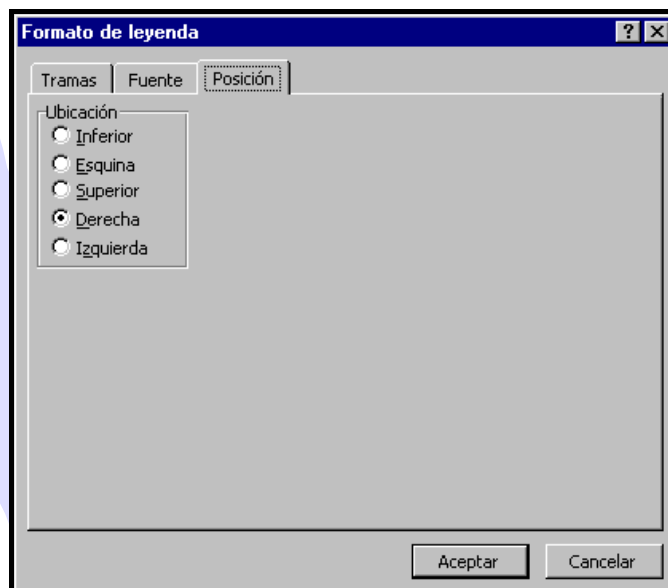 Formato de leyenda
Tramas Fuente Posición
Ubicación
Inferior
Esquina
Superior
Derecha
Izquierda
Aceptar Cancelar